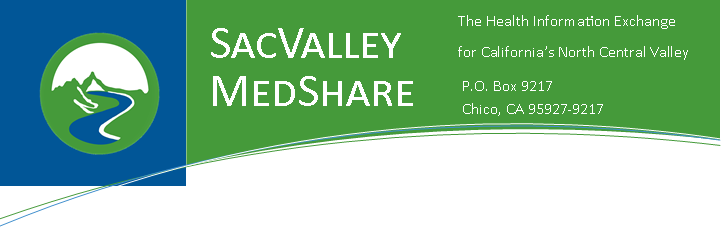 SACVALLEY
MEDSHARE
The Health Information Exchange
for California's North Central Valley
P.O. Box 9217
Chico, CA 95927-9217